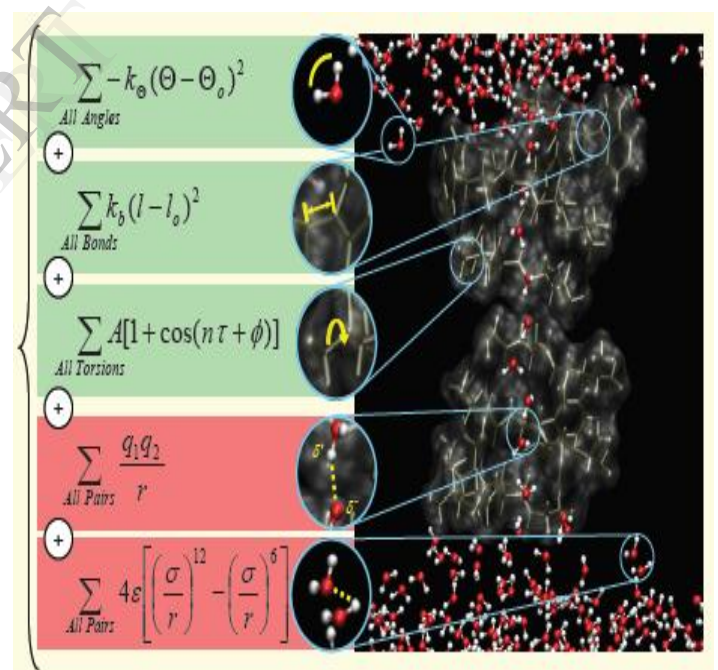 ∑ −k_Θ(Θ − Θ_o)²
All Angles
+
∑ k_b(l − l_o)²
All Bonds
+
∑ A[1 + cos(nτ + ϕ)]
All Torsions
+
∑ q₁q₂ / r
All Pairs
δ⁺
δ⁻
+
∑ 4ε[(σ/r)¹² − (σ/r)⁶]
All Pairs